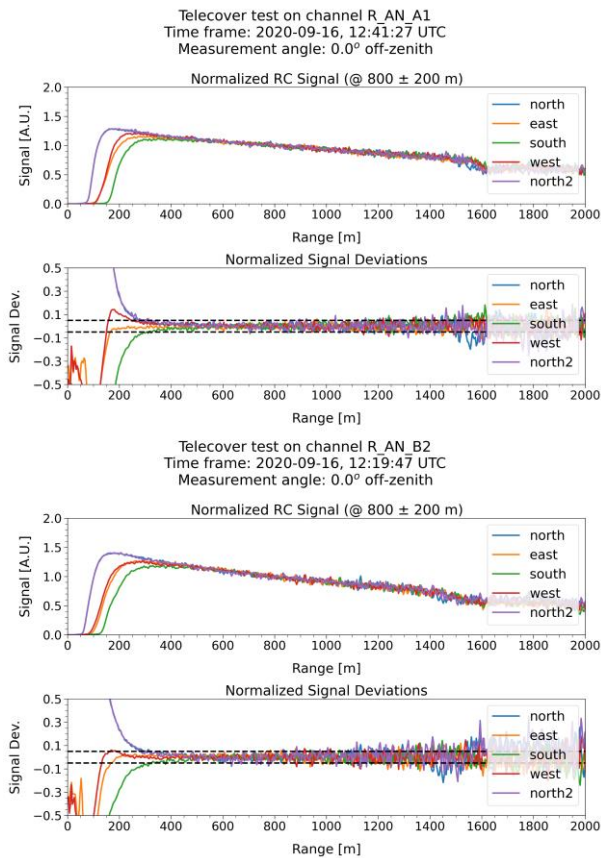 Telecover test on channel R_AN_A1
Time frame: 2020-09-16, 12:41:27 UTC
Measurement angle: 0.0° off-zenith
Normalized RC Signal (@ 800 ± 200 m)
Signal [A.U.]
2.0
1.5
1.0
0.5
0.0
north
east
south
west
north2
0 200 400 600 800 1000 1200 1400 1600 1800 2000
Range [m]
Normalized Signal Deviations
Signal Dev.
0.5
0.3
0.1
−0.1
−0.3
−0.5
north
east
south
west
north2
0 200 400 600 800 1000 1200 1400 1600 1800 2000
Range [m]
Telecover test on channel R_AN_B2
Time frame: 2020-09-16, 12:19:47 UTC
Measurement angle: 0.0° off-zenith
Normalized RC Signal (@ 800 ± 200 m)
Signal [A.U.]
2.0
1.5
1.0
0.5
0.0
north
east
south
west
north2
0 200 400 600 800 1000 1200 1400 1600 1800 2000
Range [m]
Normalized Signal Deviations
Signal Dev.
0.5
0.3
0.1
−0.1
−0.3
−0.5
north
east
south
west
north2
0 200 400 600 800 1000 1200 1400 1600 1800 2000
Range [m]